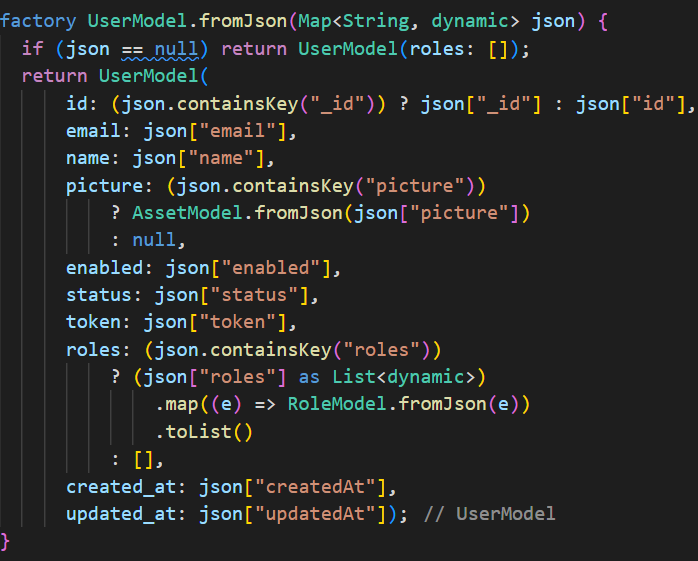 factory UserModel.fromJson(Map<String, dynamic> json) {
  if (json == null) return UserModel(roles: []);
  return UserModel(
      id: (json.containsKey("_id")) ? json["_id"] : json["id"],
      email: json["email"],
      name: json["name"],
      picture: (json.containsKey("picture"))
          ? AssetModel.fromJson(json["picture"])
          : null,
      enabled: json["enabled"],
      status: json["status"],
      token: json["token"],
      roles: (json.containsKey("roles"))
          ? (json["roles"] as List<dynamic>)
              .map((e) => RoleModel.fromJson(e))
              .toList()
          : [],
      created_at: json["createdAt"],
      updated_at: json["updatedAt"]); // UserModel
}